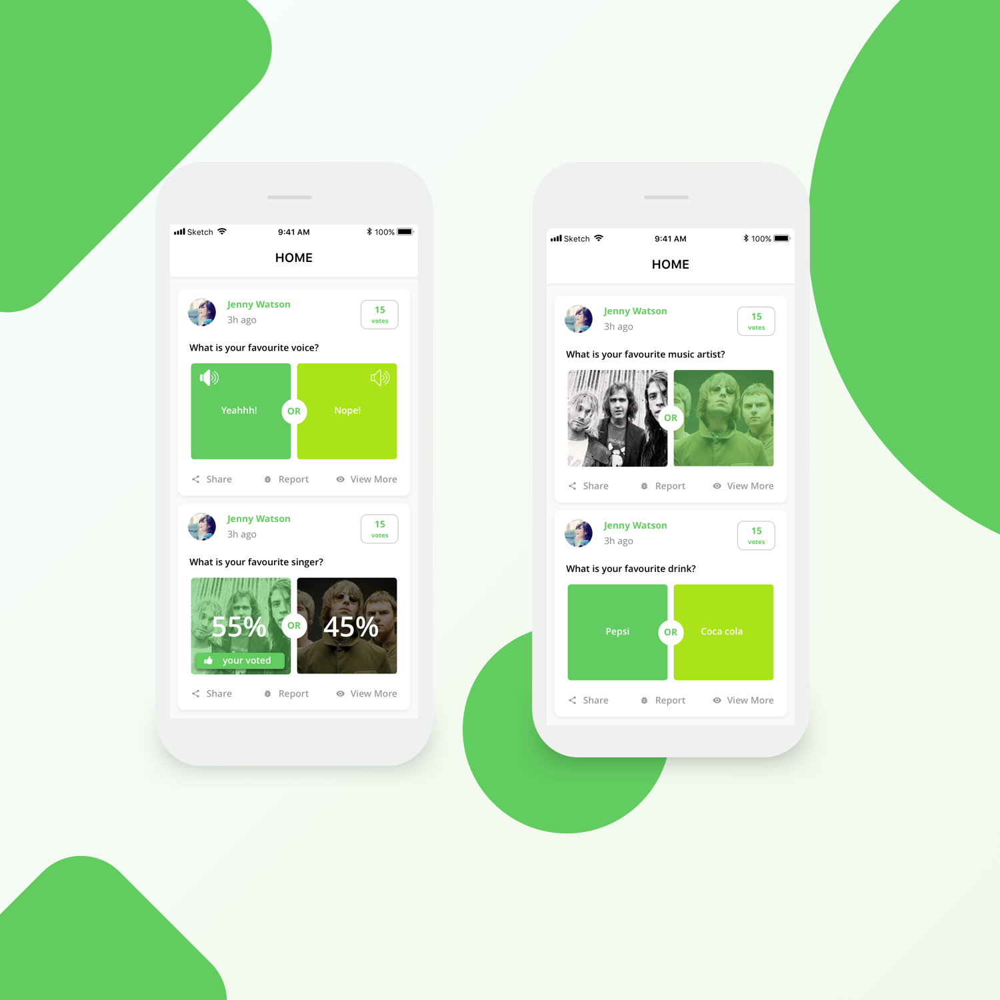 Sketch 9:41 AM 100%
HOME
Jenny Watson
3h ago
15
votes
What is your favourite voice?
Yeahhh!
OR
Nope!
Share Report View More
Jenny Watson
3h ago
15
votes
What is your favourite singer?
55%
OR
45%
your voted
Share Report View More
Sketch 9:41 AM 100%
HOME
Jenny Watson
3h ago
15
votes
What is your favourite music artist?
OR
Share Report View More
Jenny Watson
3h ago
15
votes
What is your favourite drink?
Pepsi
OR
Coca cola
Share Report View More